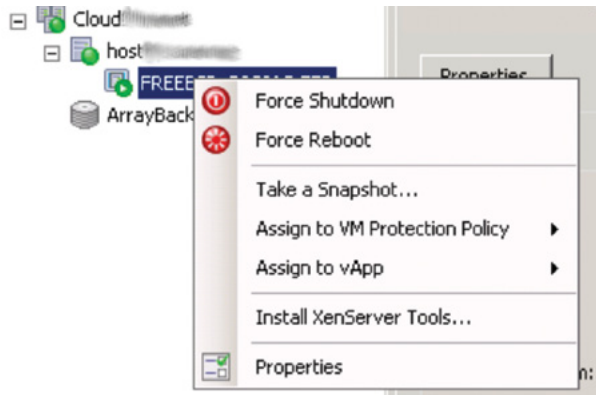 Cloud
host
Properties
ArrayBack
Force Shutdown
Force Reboot
Take a Snapshot...
Assign to VM Protection Policy
Assign to vApp
Install XenServer Tools...
Properties
n: